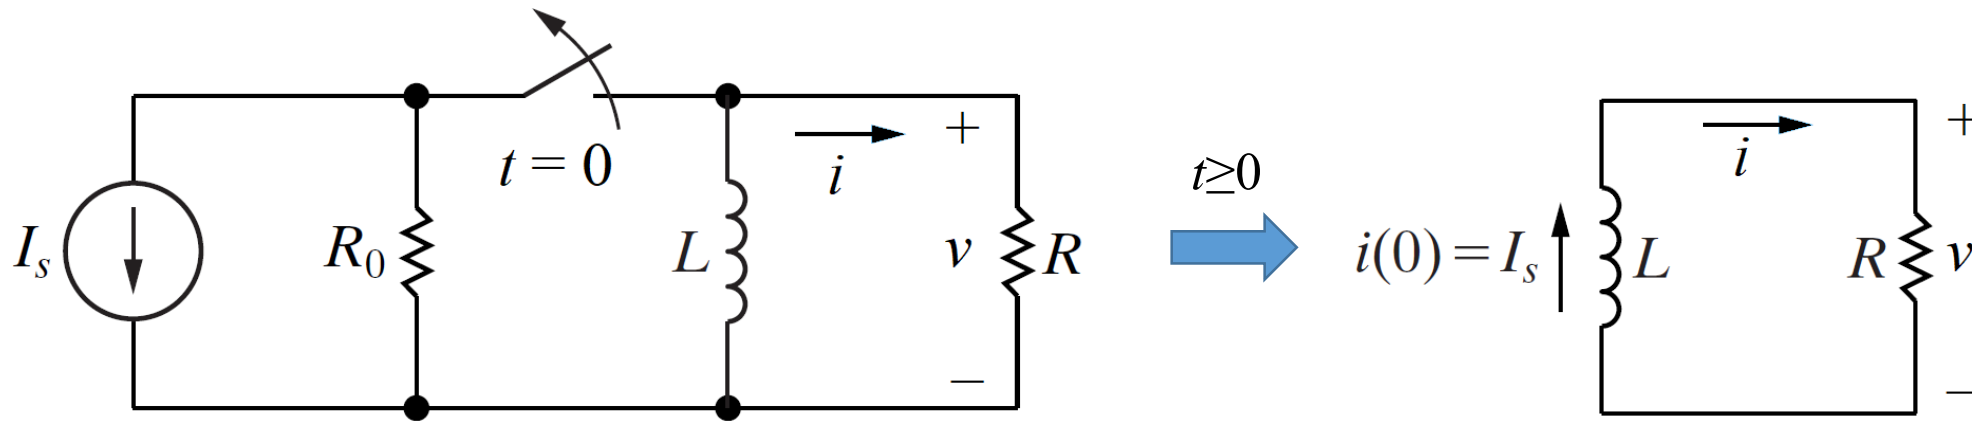 t = 0
i
+
I_s
R_0
L
v
R
−
t≥0
i
+
i(0) = I_s
L
R
v
−